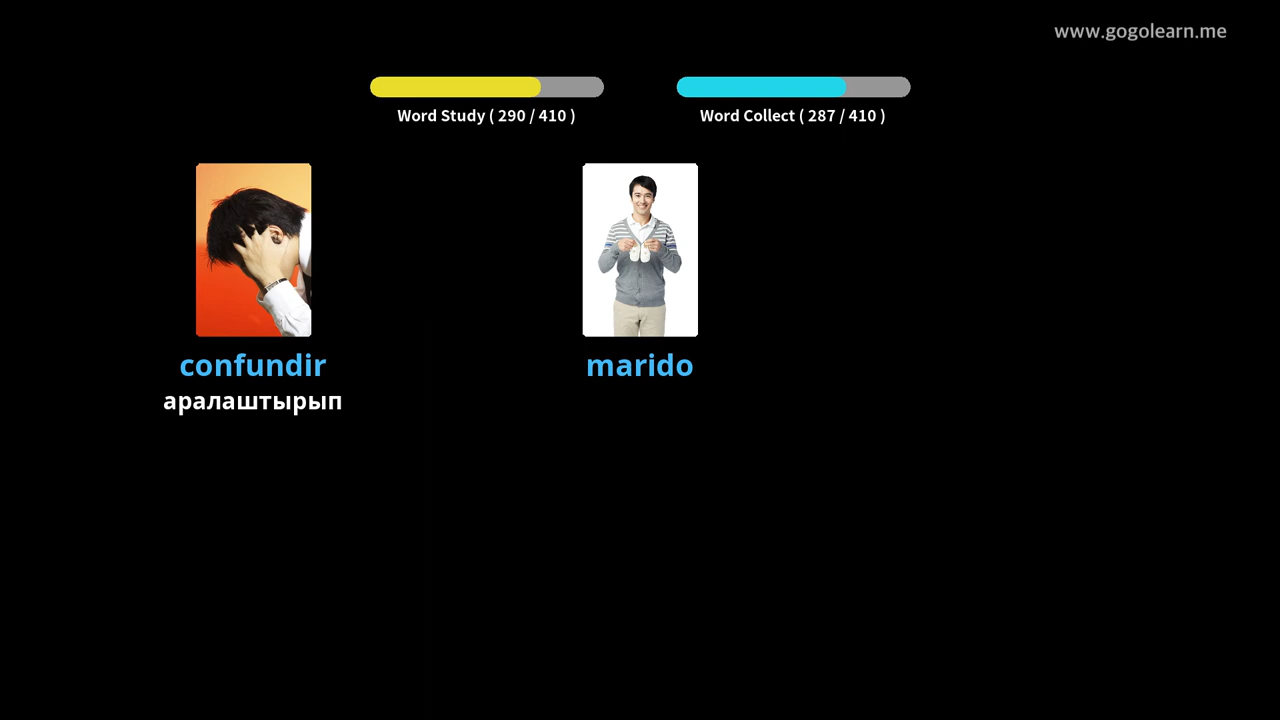 www.gogolearn.me
Word Study ( 290 / 410 )
Word Collect ( 287 / 410 )
confundir
аралаштырып
marido